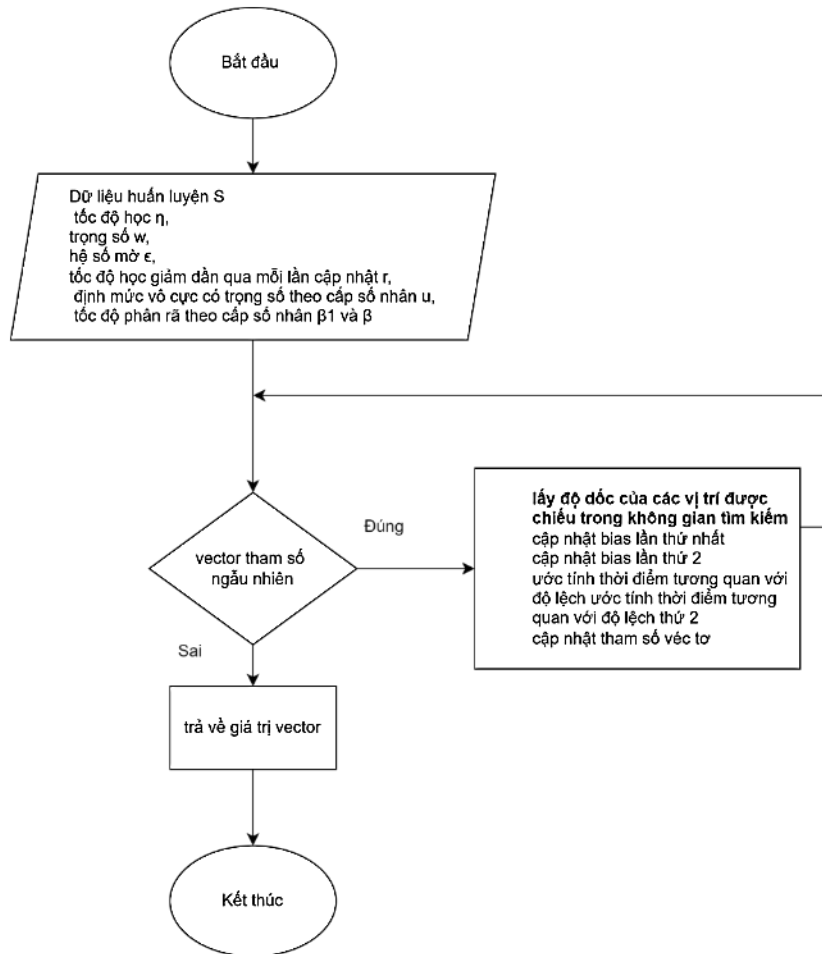 Bắt đầu
Dữ liệu huấn luyện S
tốc độ học η,
trọng số w,
hệ số mờ ϵ,
tốc độ học giảm dần qua mỗi lần cập nhật r,
định mức vô cực có trọng số theo cấp số nhân u,
tốc độ phân rã theo cấp số nhân β1 và β
vector tham số
ngẫu nhiên
Đúng
lấy độ dốc của các vị trí được
chiếu trong không gian tìm kiếm
cập nhật bias lần thứ nhất
cập nhật bias lần thứ 2
ước tính thời điểm tương quan với
độ lệch ước tính thời điểm tương
quan với độ lệch thứ 2
cập nhật tham số véc tơ
Sai
trả về giá trị vector
Kết thúc